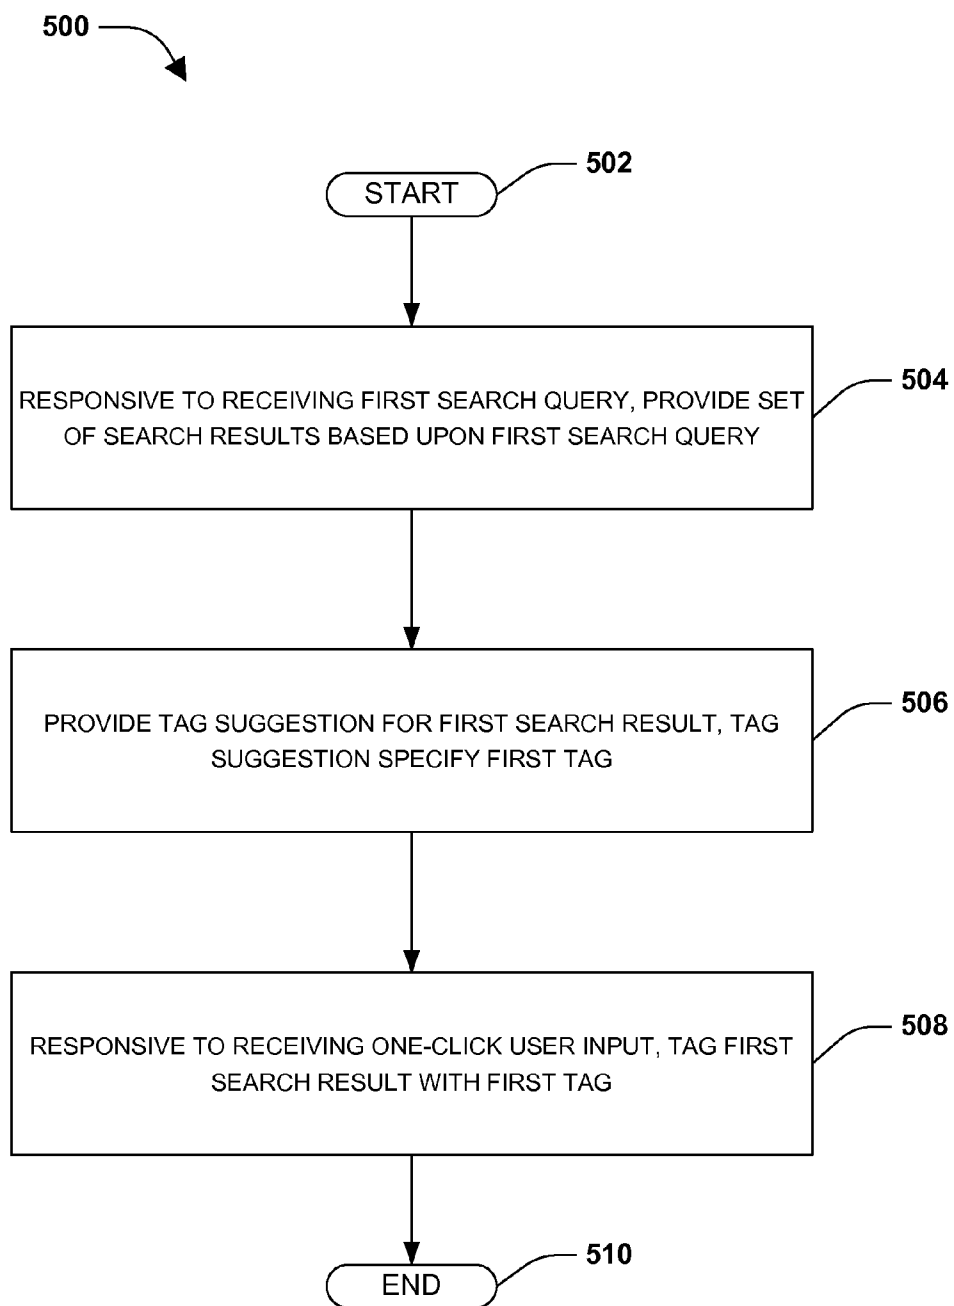 500
502
START
504
RESPONSIVE TO RECEIVING FIRST SEARCH QUERY, PROVIDE SET
OF SEARCH RESULTS BASED UPON FIRST SEARCH QUERY
506
PROVIDE TAG SUGGESTION FOR FIRST SEARCH RESULT, TAG
SUGGESTION SPECIFY FIRST TAG
508
RESPONSIVE TO RECEIVING ONE-CLICK USER INPUT, TAG FIRST
SEARCH RESULT WITH FIRST TAG
510
END